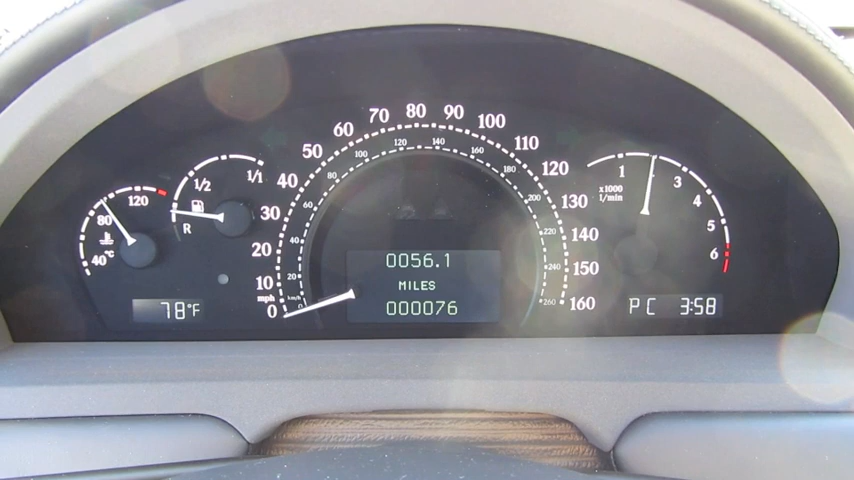 40 °C
80
120
R
1/2
1/1
78°F
0 10 20 30 40 50 60 70 80 90 100 110 120 130 140 150 160
mph
km/h
0 20 40 60 80 100 120 140 160 180 200 220 240 260
0056.1
MILES
000076
1 3 4 5 6
x1000
1/min
PC 3:58